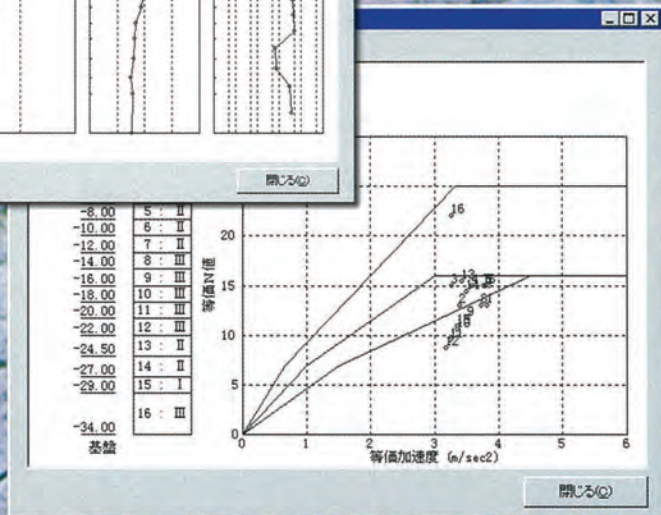 閉じる(C)
-8.00 5 : Ⅱ
-10.00 6 : Ⅱ
-12.00 7 : Ⅱ
-14.00 8 : Ⅲ
-16.00 9 : Ⅲ
-18.00 10 : Ⅲ
-20.00 11 : Ⅲ
-22.00 12 : Ⅲ
-24.50 13 : Ⅱ
-27.00 14 : Ⅱ
-29.00 15 : Ⅰ
16 : Ⅲ
-34.00
基盤
等価N値
20
15
10
5
0
16
13
0 1 2 3 4 5 6
等価加速度 (m/sec2)
閉じる(C)